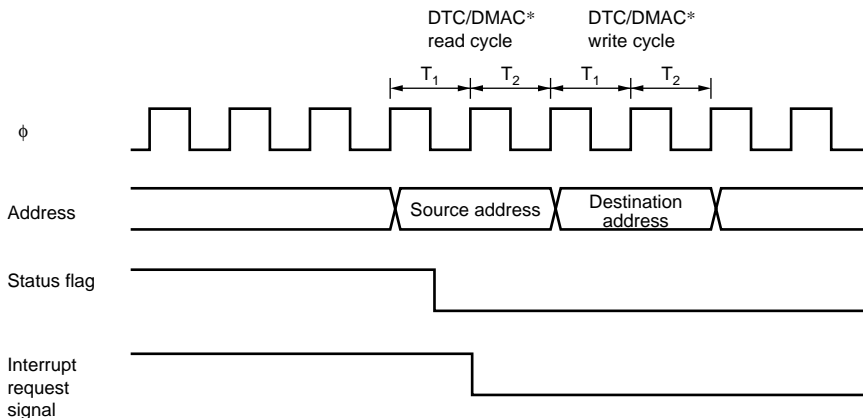 DTC/DMAC*
read cycle
DTC/DMAC*
write cycle
T1 T2 T1 T2
ϕ
Address
Source address
Destination
address
Status flag
Interrupt
request
signal